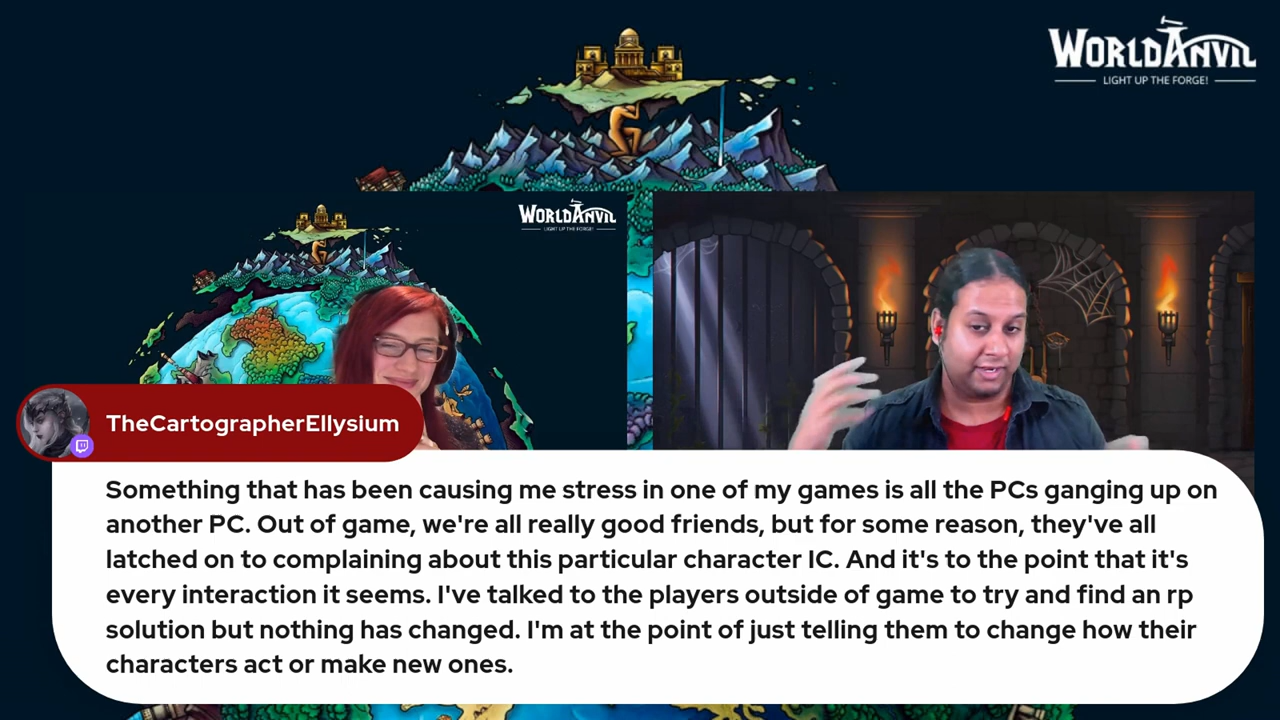 WORLDANVIL
LIGHT UP THE FORGE!
WORLDANVIL
LIGHT UP THE FORGE!
TheCartographerEllysium
Something that has been causing me stress in one of my games is all the PCs ganging up on
another PC. Out of game, we're all really good friends, but for some reason, they've all
latched on to complaining about this particular character IC. And it's to the point that it's
every interaction it seems. I've talked to the players outside of game to try and find an rp
solution but nothing has changed. I'm at the point of just telling them to change how their
characters act or make new ones.